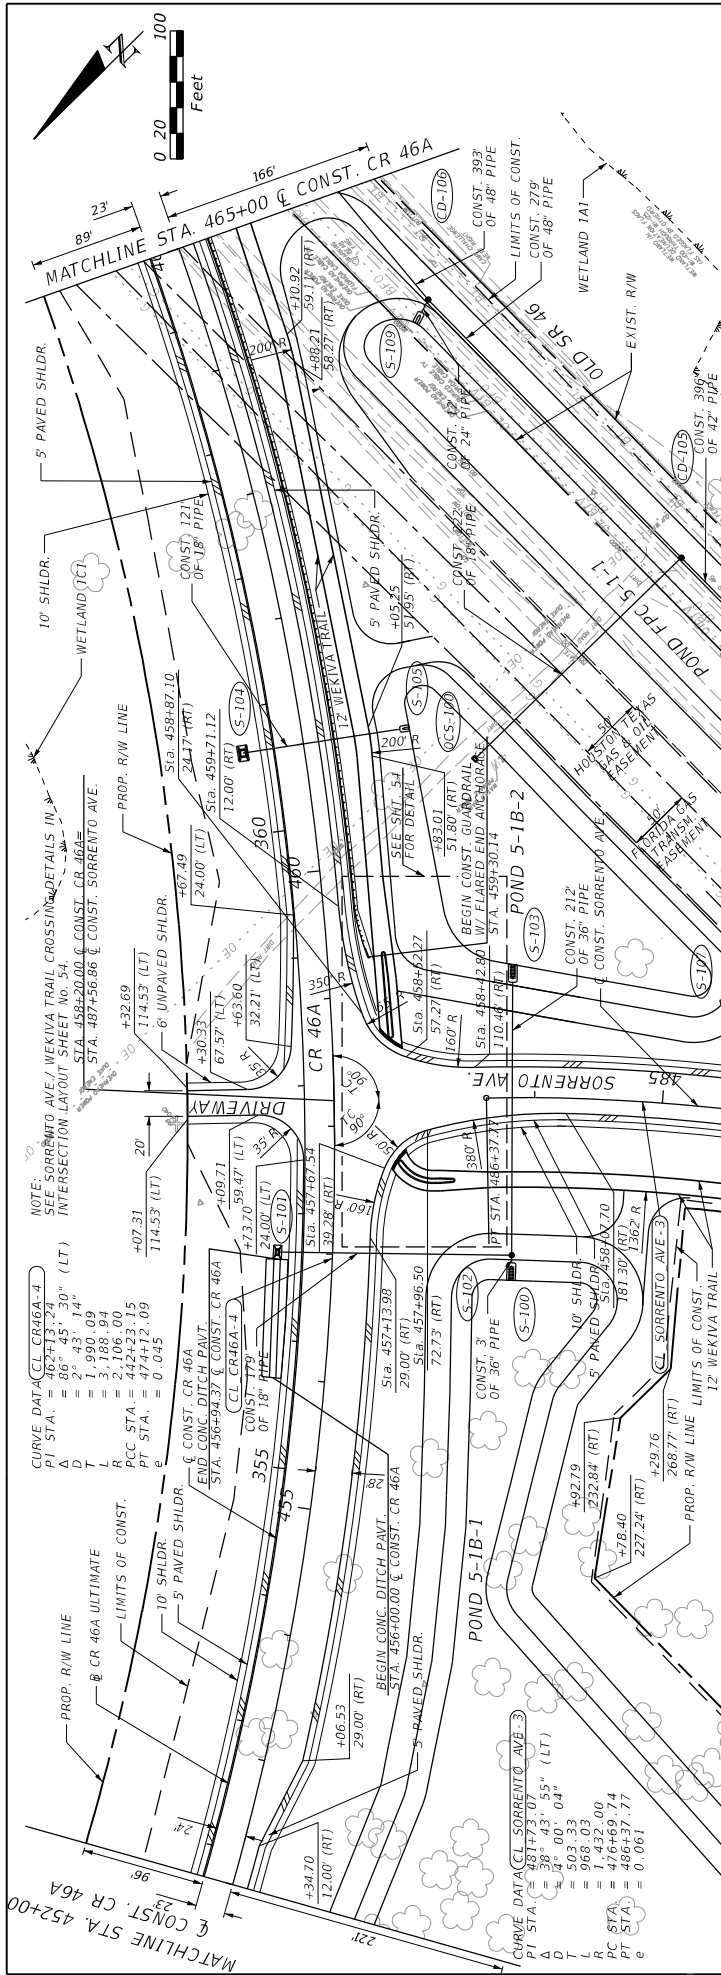 0 20 100
Feet
N
MATCHLINE STA. 465+00 ℄ CONST. CR 46A
89'
23'
166'
5' PAVED SHLDR.
10' SHLDR.
WETLAND 1C1
CONST. 121'
OF 18" PIPE
200' R
+10.92
59.11' (RT)
+88.21
58.27' (RT)
CD-106
CONST. 393'
OF 48" PIPE
LIMITS OF CONST.
CONST. 279'
OF 48" PIPE
WETLAND 1A1
OLD SR 46
EXIST. R/W
S-109
CONST. 12'
OF 24" PIPE
CD-105
CONST. 396'
OF 42" PIPE
5' PAVED SHLDR.
+05.25
51.95' (RT)
CONST. 222'
OF 18" PIPE
POND FPC 5-1-1
12' WEKIVA TRAIL
S-105
OCS-100
200' R
S-104
Sta. 458+87.10
24.17' (LT)
Sta. 459+71.12
12.00' (RT)
PROP. R/W LINE
+67.49
24.00' (LT)
360
460
SEE SHT. 54
FOR DETAIL
+83.01
51.80' (RT)
BEGIN CONST. GUARDRAIL
W/ FLARED END ANCHORAGE
STA. 459+30.14
POND 5-1B-2
50'
HOUSTON TEXAS
GAS & OIL
EASEMENT
50'
FLORIDA GAS
TRANSM.
EASEMENT
S-103
CONST. 212'
OF 36" PIPE
℄ CONST. SORRENTO AVE.
S-107
NOTE:
SEE SORRENTO AVE./ WEKIVA TRAIL CROSSING DETAILS IN
INTERSECTION LAYOUT SHEET No. 54.
STA. 458+20.00 ℄ CONST. CR 46A=
STA. 487+56.86 ℄ CONST. SORRENTO AVE.
+32.69
114.53' (LT)
6' UNPAVED SHLDR.
+30.33
67.57' (LT)
+63.60
32.21' (LT)
350' R
CR 46A
Sta. 458+62.27
57.27' (RT)
Sta. 458+42.80
110.46' (RT)
160' R
35' R
DRIVEWAY
TC
90°
TC
90°
SORRENTO AVE.
485
20'
+07.31
114.53' (LT)
35' R
+09.71
59.47' (LT)
+73.70
24.00' (LT)
S-101
Sta. 457+67.54
39.28' (RT)
50' R
160' R
380' R
PT STA. 486+37.77
10' SHLDR.
5' PAVED SHLDR.
Sta. 458+07.70
181.30' (RT)
1362' R
CL SORRENTO AVE-3
LIMITS OF CONST.
12' WEKIVA TRAIL
CURVE DATA CL CR46A-4
PI STA. = 462+13.24
Δ = 86° 45' 30" (LT)
D = 2° 43' 14"
T = 1,990.09
L = 3,188.94
R = 2,106.00
PCC STA. = 442+23.15
PT STA. = 474+12.09
e = 0.045
℄ CONST. CR 46A
END CONC. DITCH PAVT.
STA. 456+94.37 ℄ CONST. CR 46A
CL CR46A-4
CONST. 179'
OF 18" PIPE
Sta. 457+13.98
29.00' (RT)
Sta. 457+96.50
72.73' (RT)
S-102
S-100
CONST. 3'
OF 36" PIPE
+92.79
232.84' (RT)
+29.76
288.77' (RT)
+78.40
227.24' (RT)
PROP. R/W LINE
355
455
28'
BEGIN CONC. DITCH PAVT.
STA. 456+00.00 ℄ CONST. CR 46A
POND 5-1B-1
PROP. R/W LINE
CR 46A ULTIMATE
LIMITS OF CONST.
10' SHLDR.
5' PAVED SHLDR.
+06.53
29.00' (RT)
5' PAVED SHLDR.
+34.70
12.00' (RT)
24'
96'
23'
221'
MATCHLINE STA. 452+00
℄ CONST. CR 46A
CURVE DATA CL SORRENTO AVE-3
PI STA. = 481+73.07
Δ = 38° 43' 55" (LT)
D = 4° 00' 04"
T = 503.33
L = 968.03
R = 1,432.00
PC STA. = 476+69.74
PT STA. = 486+37.77
e = 0.061